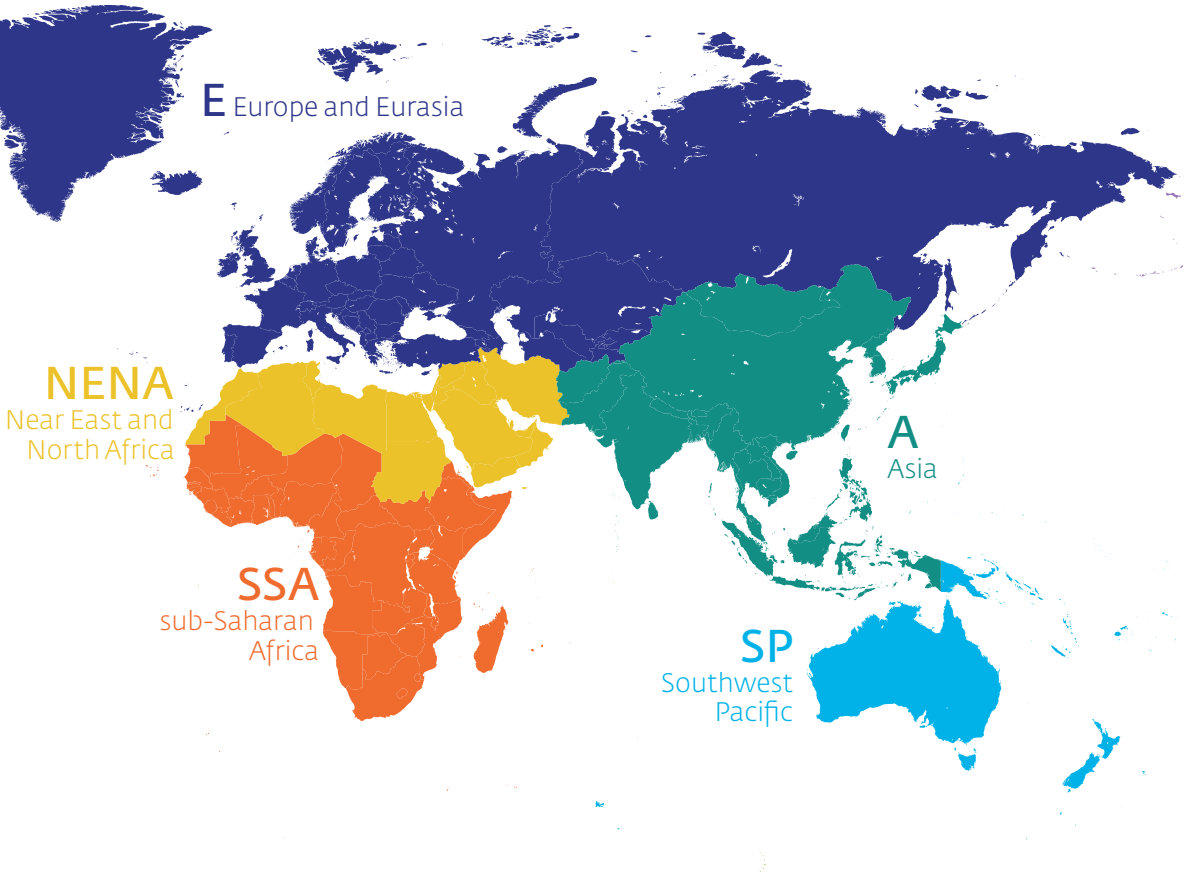 E Europe and Eurasia
NENA
Near East and
North Africa
A
Asia
SSA
sub-Saharan
Africa
SP
Southwest
Pacific